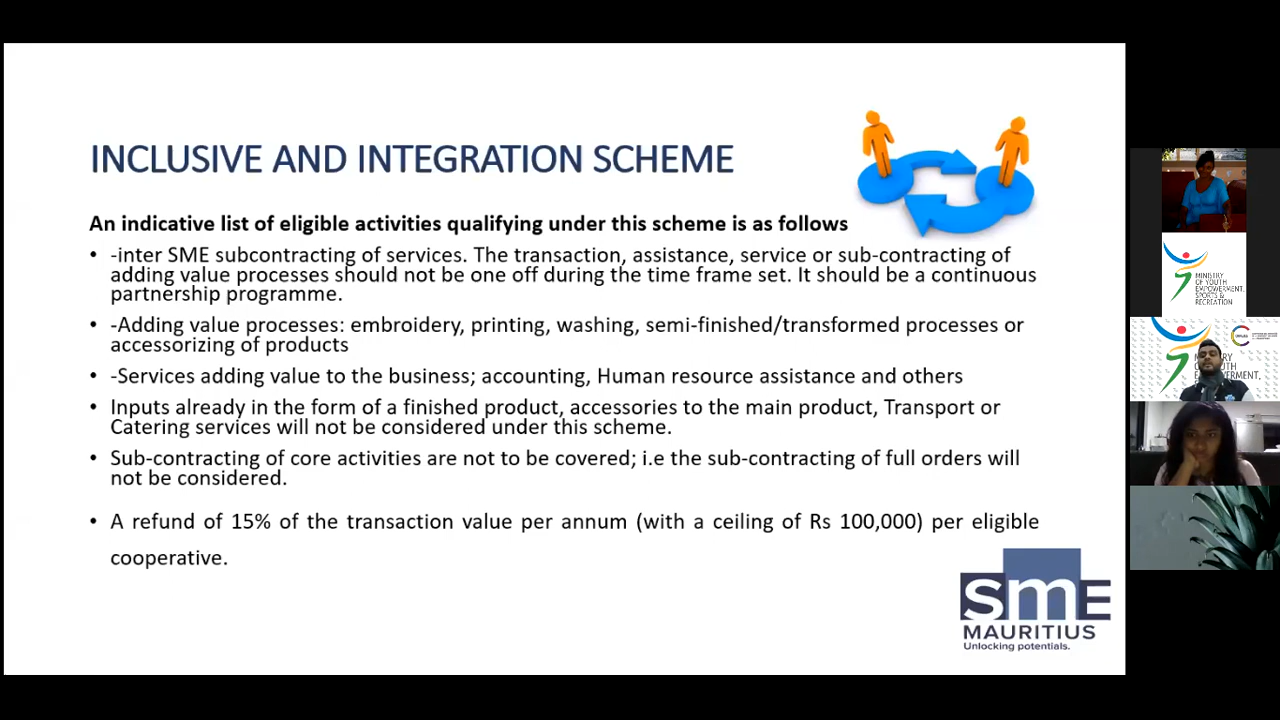 INCLUSIVE AND INTEGRATION SCHEME
An indicative list of eligible activities qualifying under this scheme is as follows
• -inter SME subcontracting of services. The transaction, assistance, service or sub-contracting of
adding value processes should not be one off during the time frame set. It should be a continuous
partnership programme.
• -Adding value processes: embroidery, printing, washing, semi-finished/transformed processes or
accessorizing of products
• -Services adding value to the business; accounting, Human resource assistance and others
• Inputs already in the form of a finished product, accessories to the main product, Transport or
Catering services will not be considered under this scheme.
• Sub-contracting of core activities are not to be covered; i.e the sub-contracting of full orders will
not be considered.
• A refund of 15% of the transaction value per annum (with a ceiling of Rs 100,000) per eligible
cooperative.
smE
MAURITIUS
Unlocking potentials.
MINISTRY
OF YOUTH
EMPOWERMENT,
SPORTS &
RECREATION